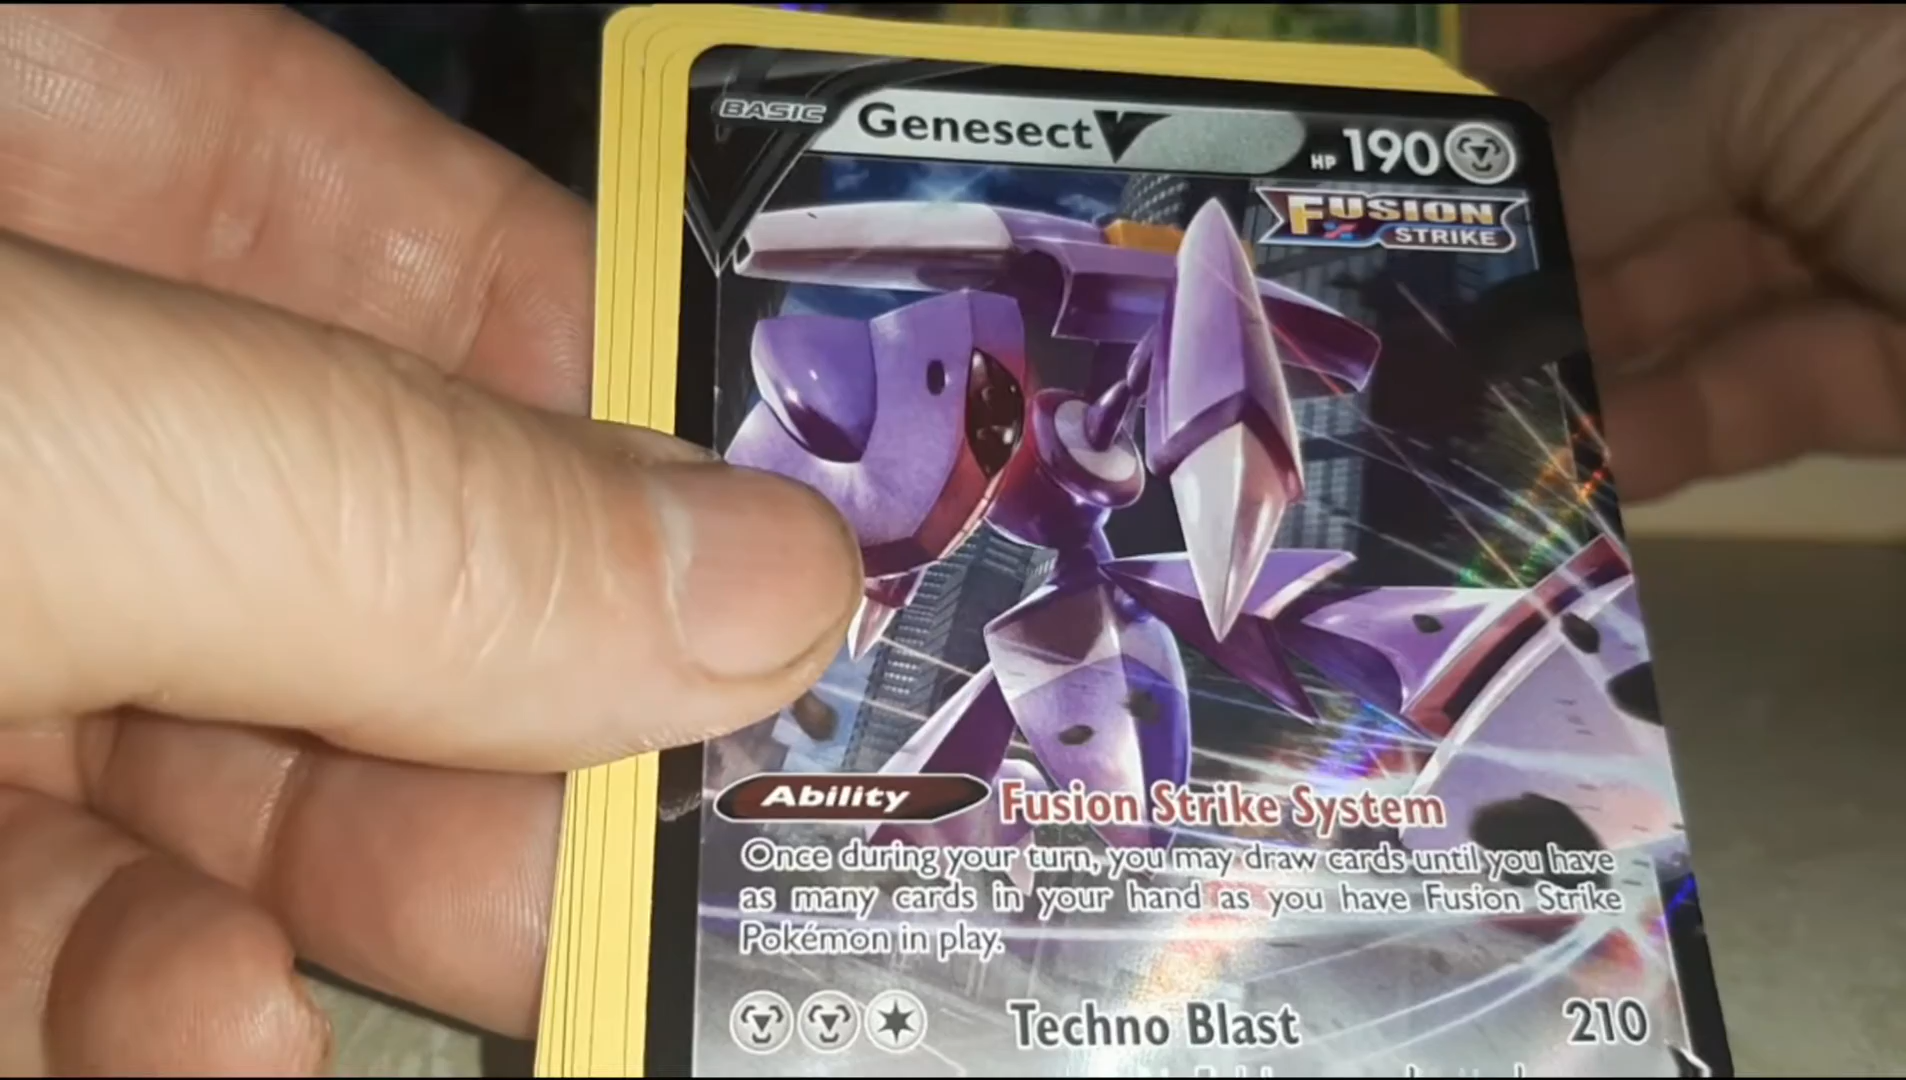 BASIC Genesect V HP 190
FUSION
STRIKE
Ability Fusion Strike System
Once during your turn, you may draw cards until you have
as many cards in your hand as you have Fusion Strike
Pokémon in play.
Techno Blast 210